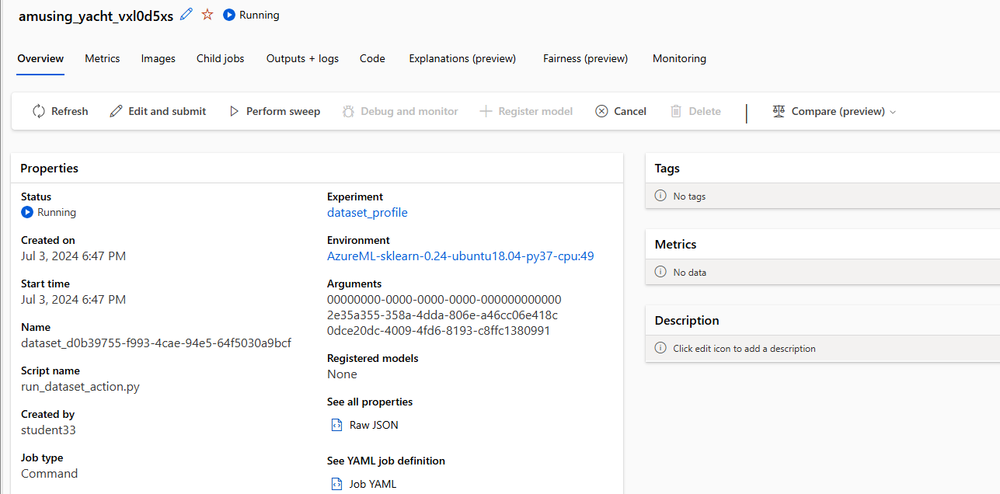 amusing_yacht_vxl0d5xs Running
Overview Metrics Images Child jobs Outputs + logs Code Explanations (preview) Fairness (preview) Monitoring
Refresh Edit and submit Perform sweep Debug and monitor Register model Cancel Delete Compare (preview)
Properties
Status
Running
Created on
Jul 3, 2024 6:47 PM
Start time
Jul 3, 2024 6:47 PM
Name
dataset_d0b39755-f993-4cae-94e5-64f5030a9bcf
Script name
run_dataset_action.py
Created by
student33
Job type
Command
Experiment
dataset_profile
Environment
AzureML-sklearn-0.24-ubuntu18.04-py37-cpu:49
Arguments
00000000-0000-0000-0000-000000000000
2e35a355-358a-4dda-806e-a46cc06e418c
0dce20dc-4009-4fd6-8193-c8ffc1380991
Registered models
None
See all properties
Raw JSON
See YAML job definition
Job YAML
Tags
No tags
Metrics
No data
Description
Click edit icon to add a description